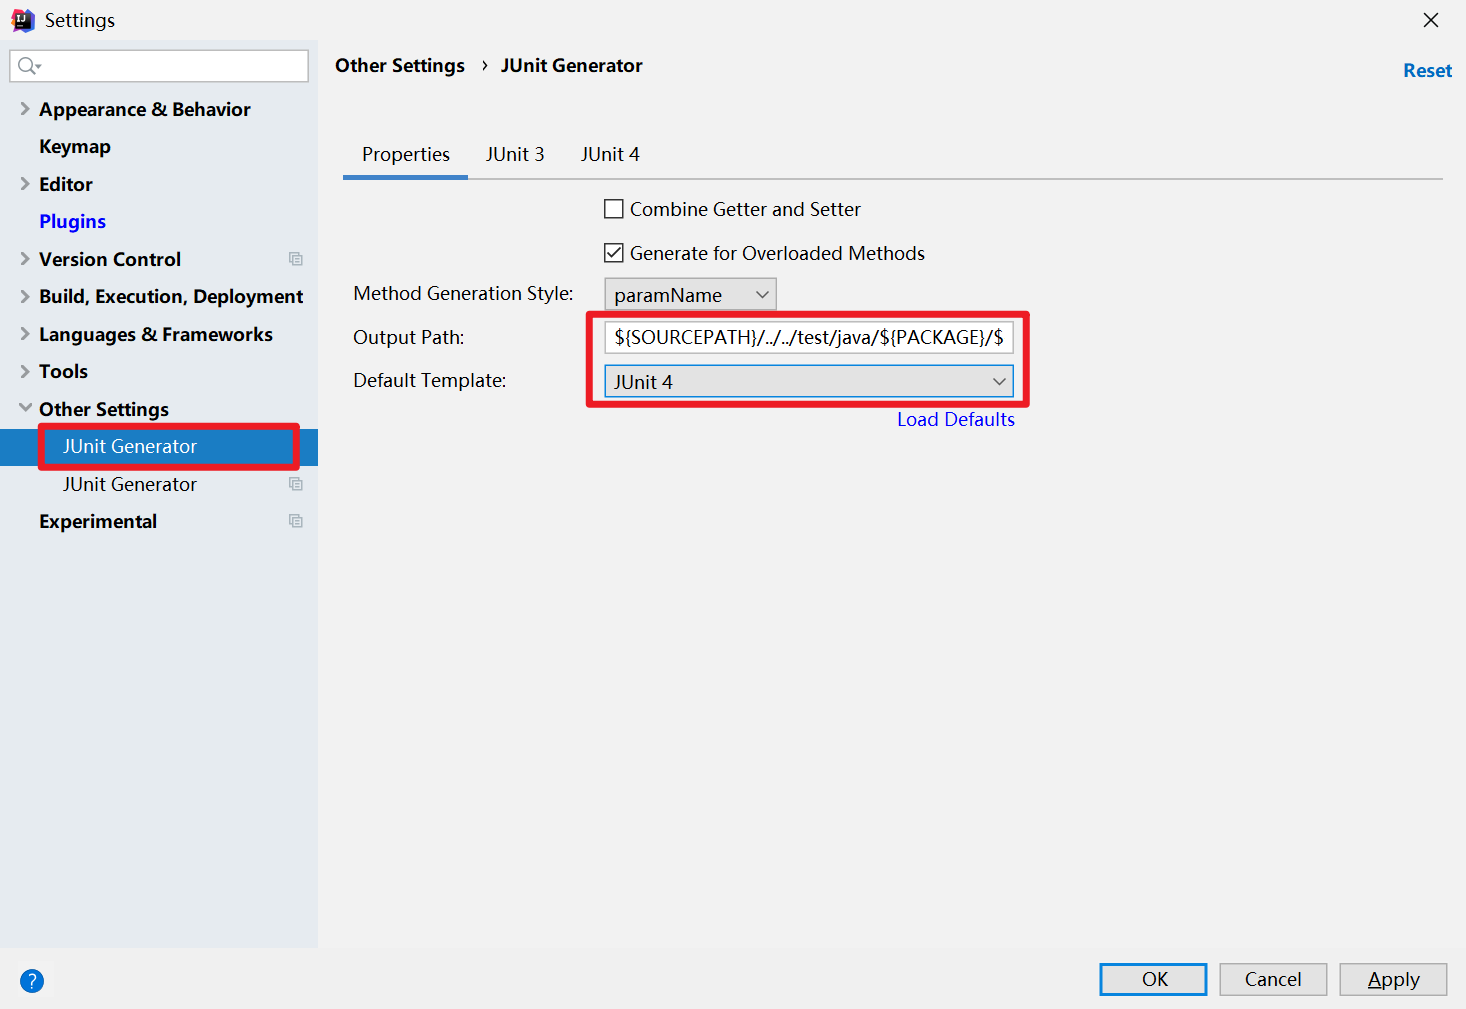 Settings
Appearance & Behavior
Keymap
Editor
Plugins
Version Control
Build, Execution, Deployment
Languages & Frameworks
Tools
Other Settings
JUnit Generator
JUnit Generator
Experimental
Other Settings › JUnit Generator
Reset
Properties JUnit 3 JUnit 4
Combine Getter and Setter
Generate for Overloaded Methods
Method Generation Style: paramName
Output Path: ${SOURCEPATH}/../../test/java/${PACKAGE}/$
Default Template: JUnit 4
Load Defaults
? OK Cancel Apply